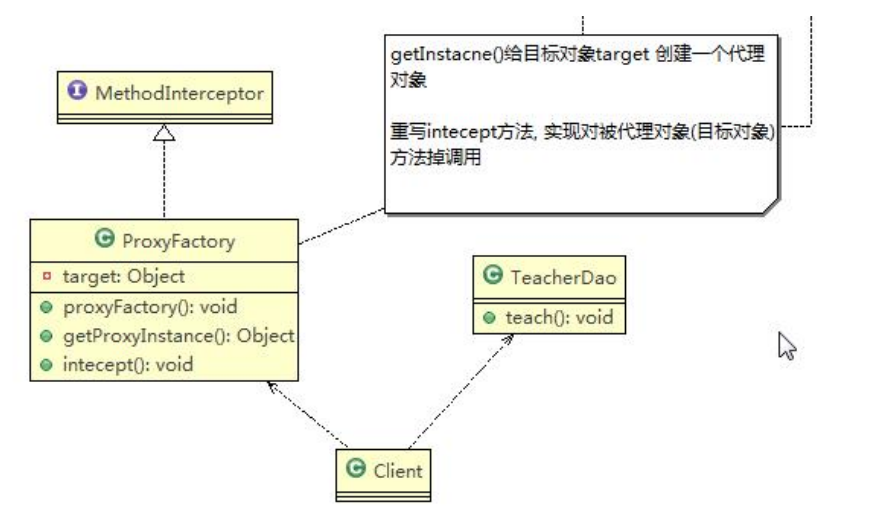 getInstacne()给目标对象target 创建一个代理
对象
重写intecept方法, 实现对被代理对象(目标对象)
方法掉调用
I MethodInterceptor
C ProxyFactory
target: Object
proxyFactory(): void
getProxyInstance(): Object
intecept(): void
C TeacherDao
teach(): void
C Client